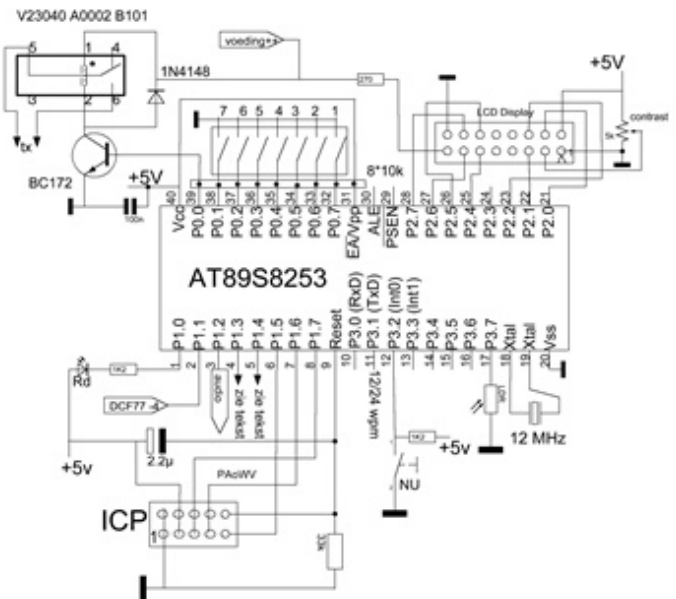 V23040 A0002 B101
5 1 4
3 2 6
tx
1N4148
BC172
+5V
100n
voeding+
270
7 6 5 4 3 2 1
8*10k
LCD Display
1
+5V
contrast
5k
40 39 38 37 36 35 34 33 32 31 30 29 28 27 26 25 24 23 22 21
Vcc P0.0 P0.1 P0.2 P0.3 P0.4 P0.5 P0.6 P0.7 EA/Vpp ALE PSEN P2.7 P2.6 P2.5 P2.4 P2.3 P2.2 P2.1 P2.0
AT89S8253
P1.0 P1.1 P1.2 P1.3 P1.4 P1.5 P1.6 P1.7 Reset P3.0 (RxD) P3.1 (TxD) P3.2 (Int0) P3.3 (Int1) P3.4 P3.5 P3.6 P3.7 Xtal Xtal Vss
1 2 3 4 5 6 7 8 9 10 11 12 13 14 15 16 17 18 19 20
Rd
1K2
DCF77
audio
zie tekst
zie tekst
12/24 wpm
1K2
+5v
NU
LDR
12 MHz
+5v
2.2µ
PAoWV
ICP
1
33k